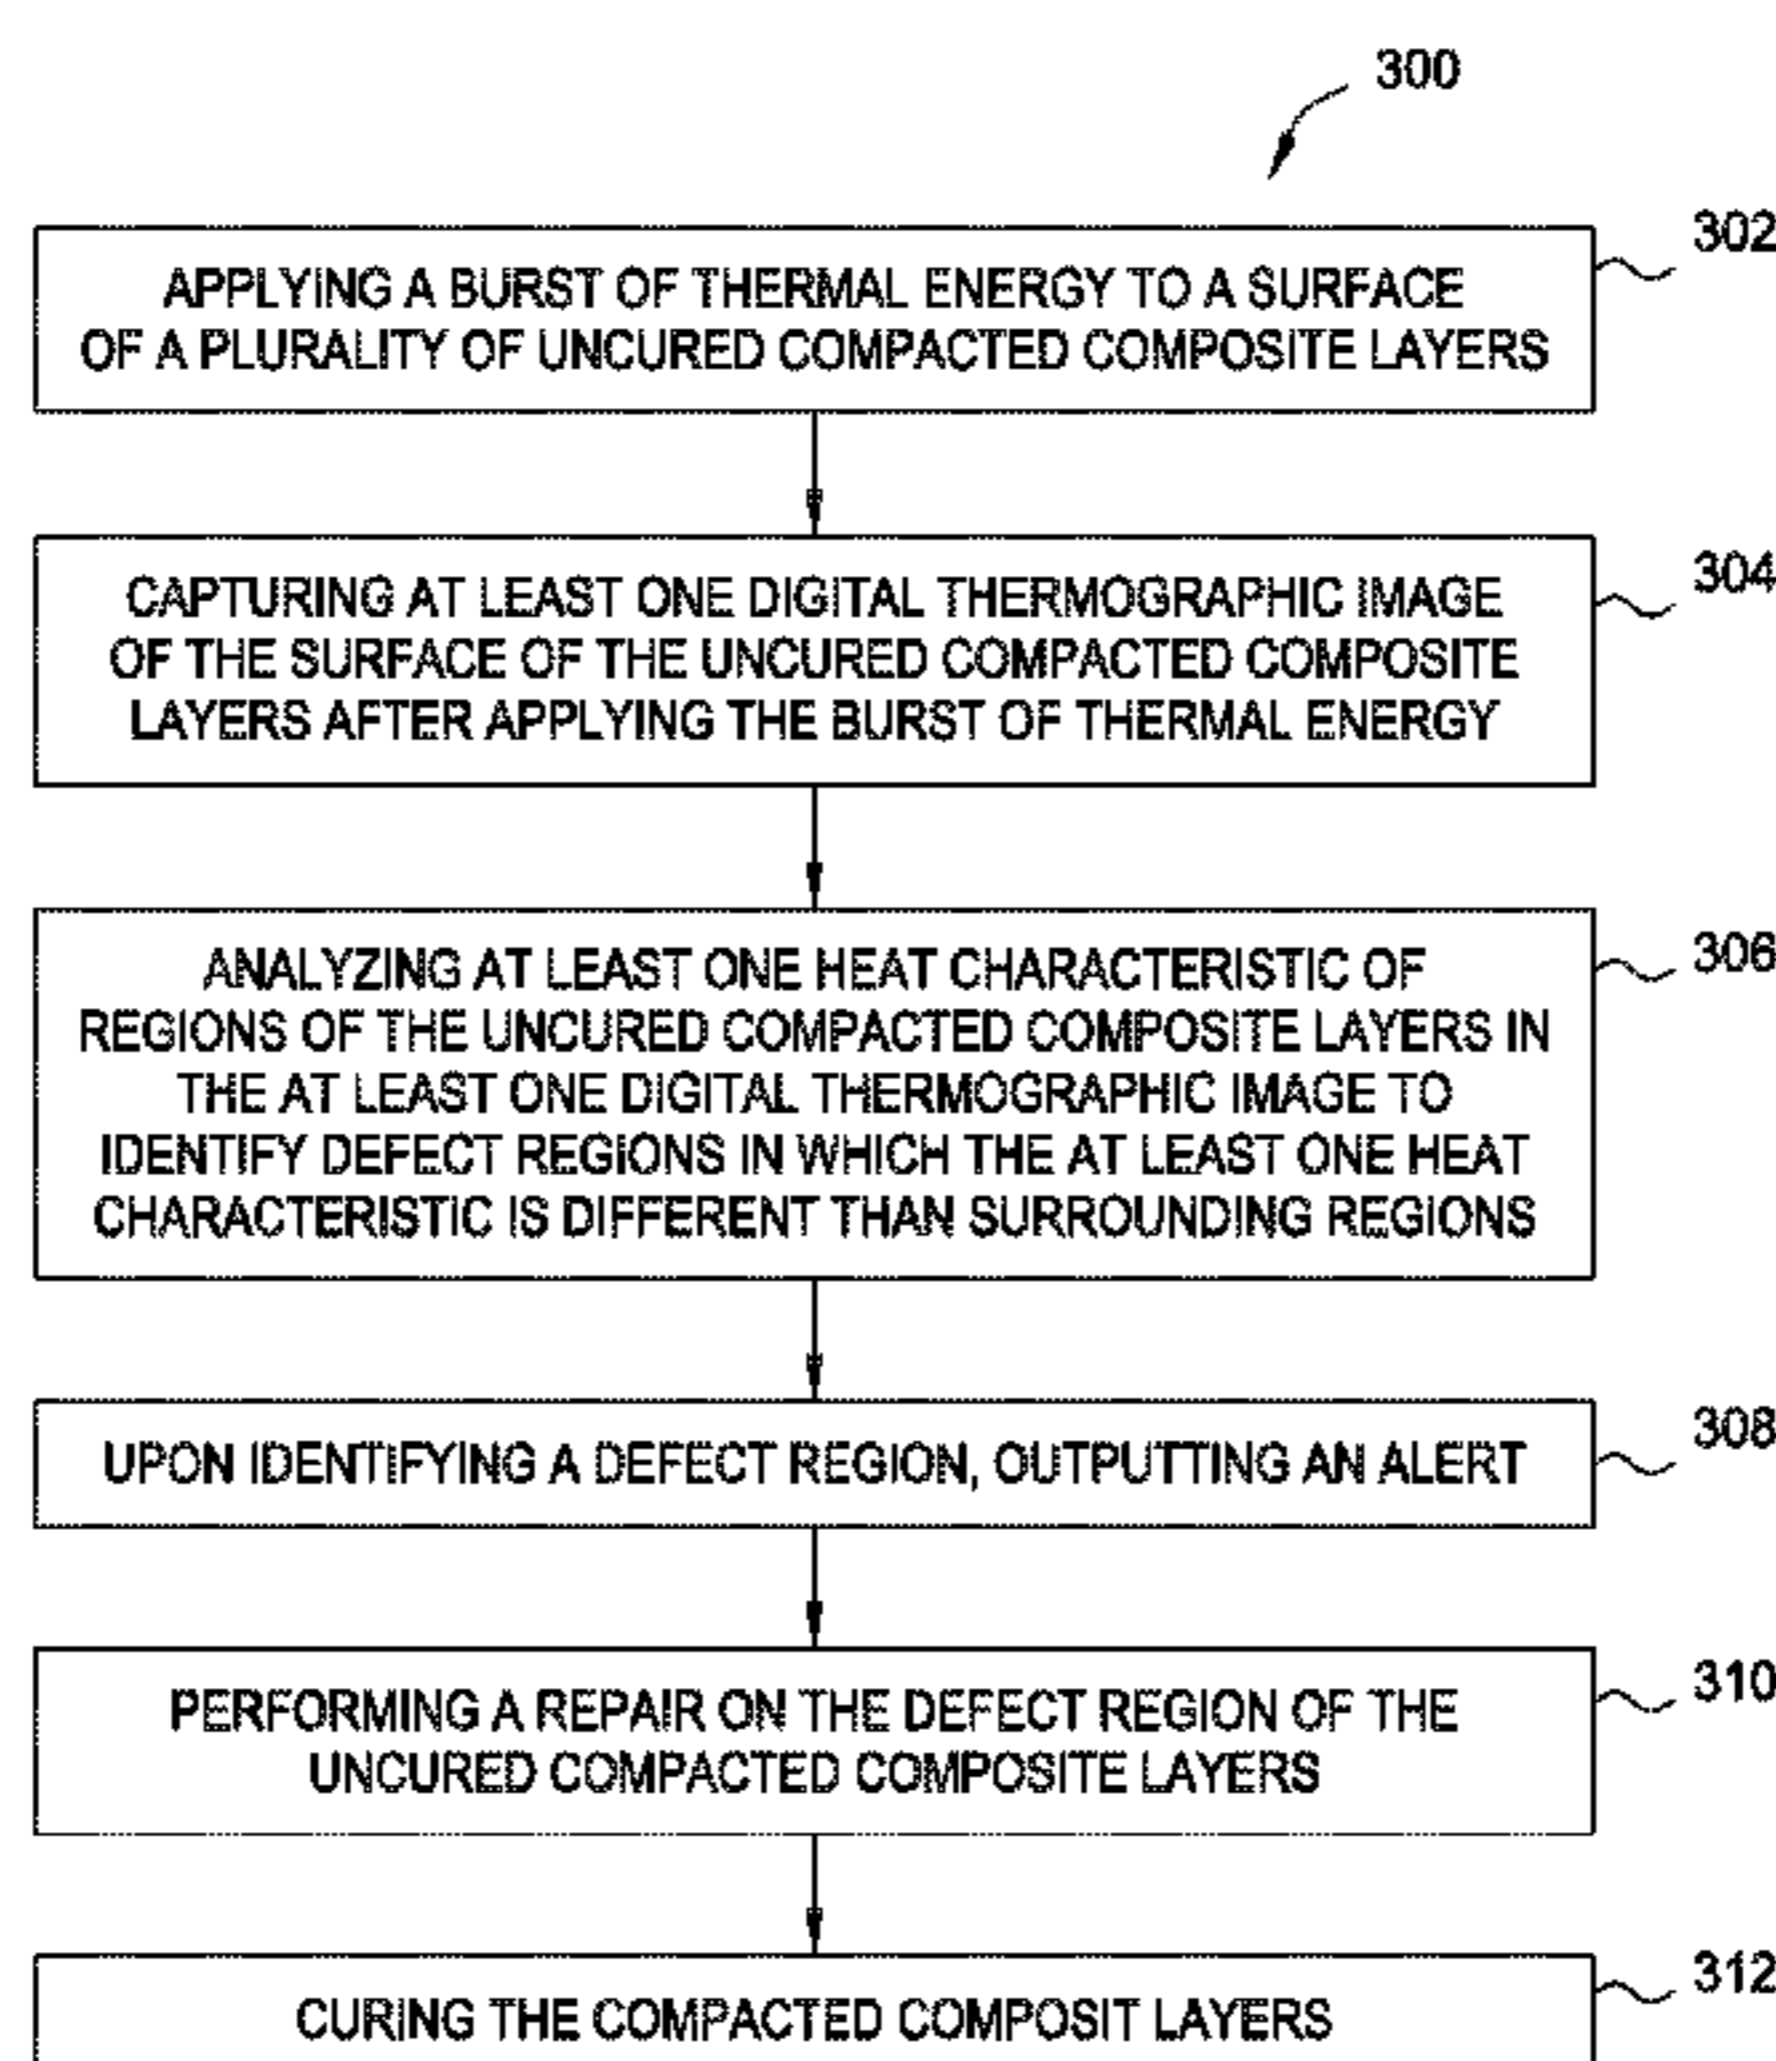 300
302
APPLYING A BURST OF THERMAL ENERGY TO A SURFACE
OF A PLURALITY OF UNCURED COMPACTED COMPOSITE LAYERS
304
CAPTURING AT LEAST ONE DIGITAL THERMOGRAPHIC IMAGE
OF THE SURFACE OF THE UNCURED COMPACTED COMPOSITE
LAYERS AFTER APPLYING THE BURST OF THERMAL ENERGY
306
ANALYZING AT LEAST ONE HEAT CHARACTERISTIC OF
REGIONS OF THE UNCURED COMPACTED COMPOSITE LAYERS IN
THE AT LEAST ONE DIGITAL THERMOGRAPHIC IMAGE TO
IDENTIFY DEFECT REGIONS IN WHICH THE AT LEAST ONE HEAT
CHARACTERISTIC IS DIFFERENT THAN SURROUNDING REGIONS
308
UPON IDENTIFYING A DEFECT REGION, OUTPUTTING AN ALERT
310
PERFORMING A REPAIR ON THE DEFECT REGION OF THE
UNCURED COMPACTED COMPOSITE LAYERS
312
CURING THE COMPACTED COMPOSIT LAYERS